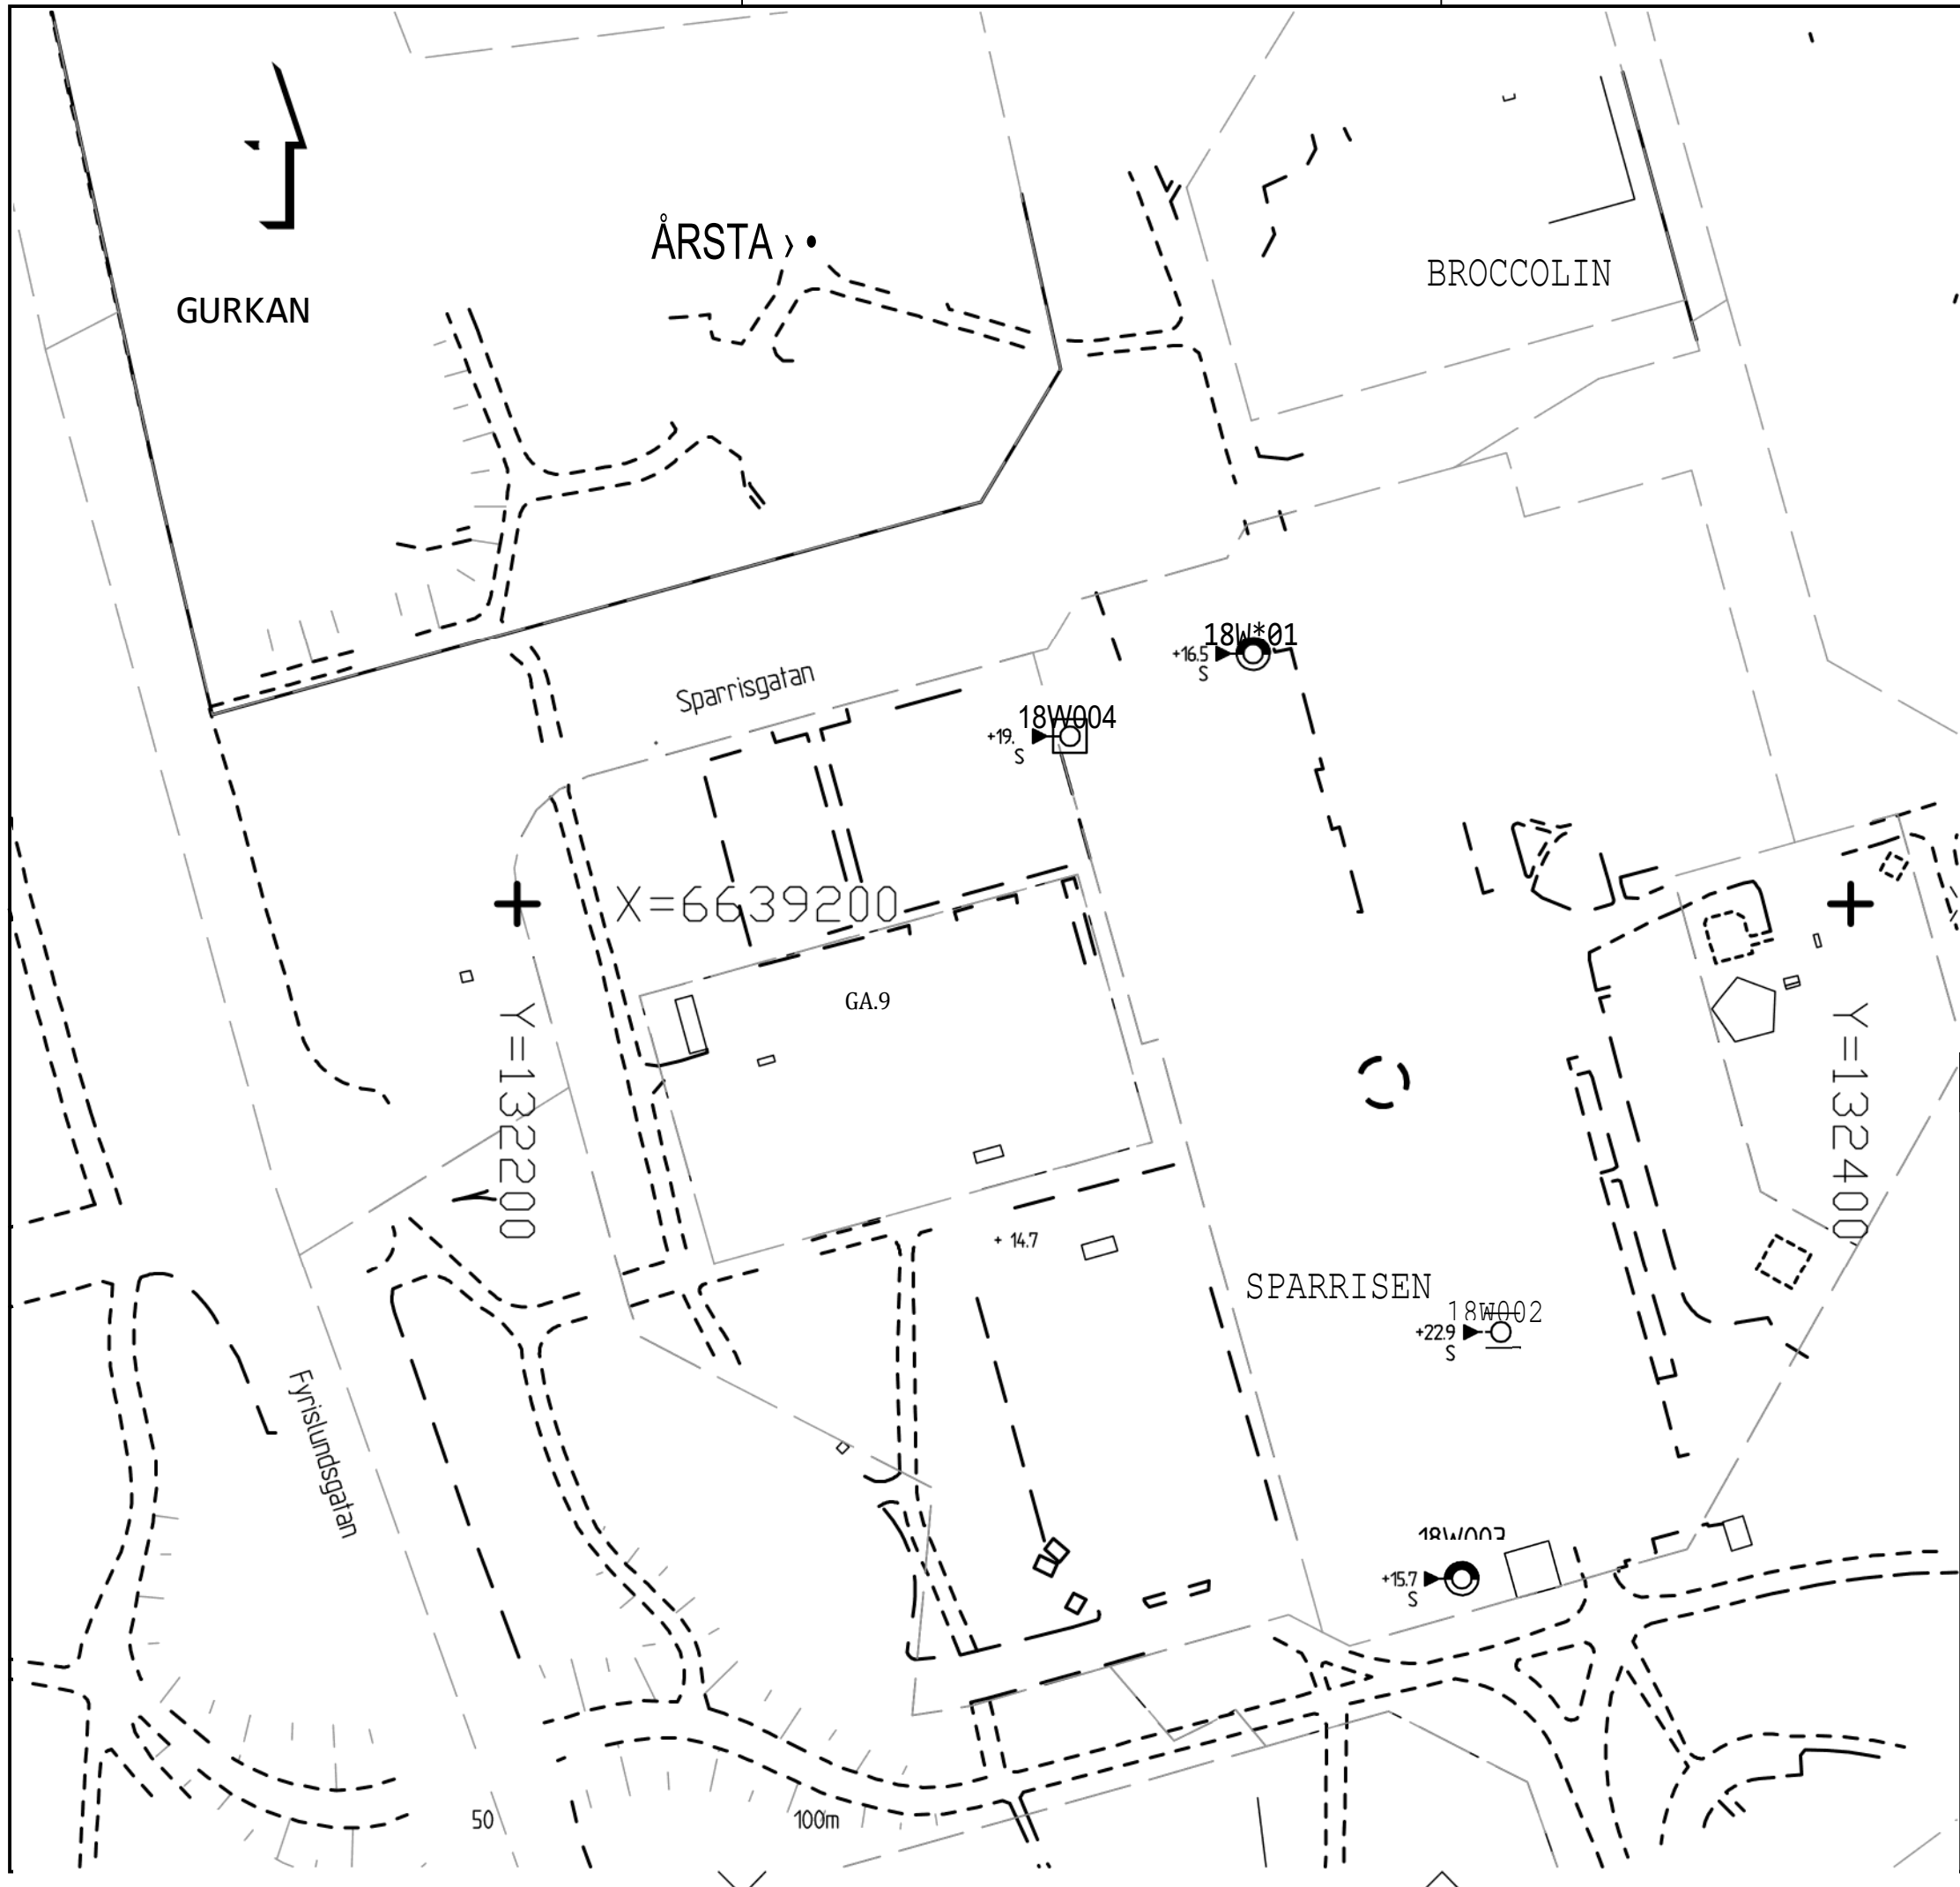 ÅRSTA › •
BROCCOLIN
GURKAN
18W*01
+16.5
S
Sparrisgatan
18W004
+19.
S
X=6639200
GA.9
Y=132200
Y=132400
+ 14.7
SPARRISEN
18W002
+22.9
S
Fyrislundsgatan
18W003
+15.7
S
50
100m